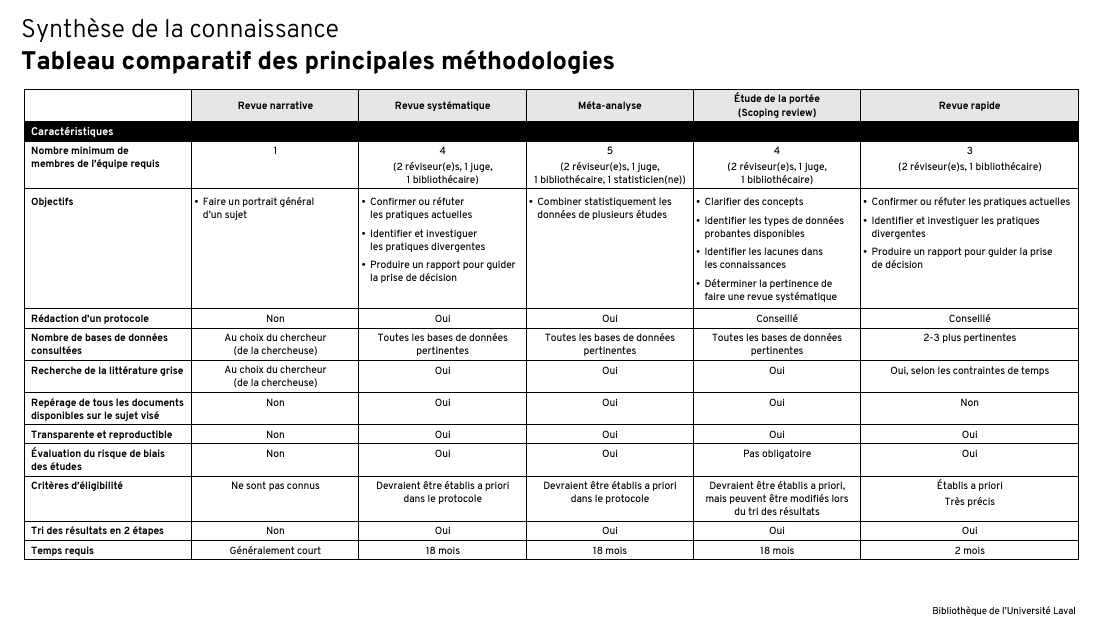 Synthèse de la connaissance
Tableau comparatif des principales méthodologies
Revue narrative
Revue systématique
Méta-analyse
Étude de la portée
(Scoping review)
Revue rapide
Caractéristiques
Nombre minimum de
membres de l'équipe requis
1
4
(2 réviseur(e)s, 1 juge,
1 bibliothécaire)
5
(2 réviseur(e)s, 1 juge,
1 bibliothécaire, 1 statisticien(ne))
4
(2 réviseur(e)s, 1 juge,
1 bibliothécaire)
3
(2 réviseur(e)s, 1 bibliothécaire)
Objectifs
• Faire un portrait général
d'un sujet
• Confirmer ou réfuter
les pratiques actuelles
• Identifier et investiguer
les pratiques divergentes
• Produire un rapport pour guider
la prise de décision
• Combiner statistiquement les
données de plusieurs études
• Clarifier des concepts
• Identifier les types de données
probantes disponibles
• Identifier les lacunes dans
les connaissances
• Déterminer la pertinence de
faire une revue systématique
• Confirmer ou réfuter les pratiques actuelles
• Identifier et investiguer les pratiques
divergentes
• Produire un rapport pour guider la prise
de décision
Rédaction d'un protocole
Non
Oui
Oui
Conseillé
Conseillé
Nombre de bases de données
consultées
Au choix du chercheur
(de la chercheuse)
Toutes les bases de données
pertinentes
Toutes les bases de données
pertinentes
Toutes les bases de données
pertinentes
2-3 plus pertinentes
Recherche de la littérature grise
Au choix du chercheur
(de la chercheuse)
Oui
Oui
Oui
Oui, selon les contraintes de temps
Repérage de tous les documents
disponibles sur le sujet visé
Non
Oui
Oui
Oui
Non
Transparente et reproductible
Non
Oui
Oui
Oui
Oui
Évaluation du risque de biais
des études
Non
Oui
Oui
Pas obligatoire
Oui
Critères d'éligibilité
Ne sont pas connus
Devraient être établis a priori
dans le protocole
Devraient être établis a priori
dans le protocole
Devraient être établis a priori,
mais peuvent être modifiés lors
du tri des résultats
Établis a priori
Très précis
Tri des résultats en 2 étapes
Non
Oui
Oui
Oui
Oui
Temps requis
Généralement court
18 mois
18 mois
18 mois
2 mois
Bibliothèque de l'Université Laval